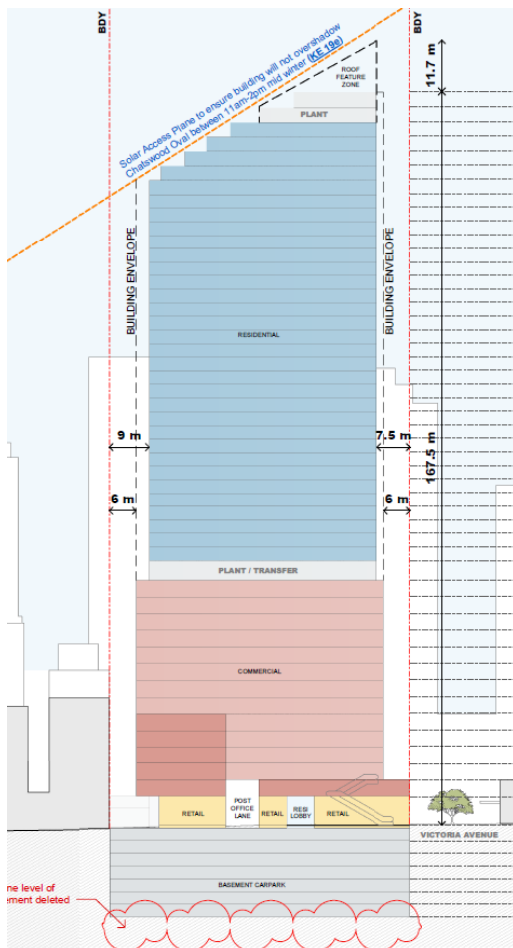 BDY
BDY
Solar Access Plane to ensure building will not overshadow
Chatswood Oval between 11am-2pm mid winter (KE 19e)
11.7 m
ROOF
FEATURE
ZONE
PLANT
BUILDING ENVELOPE
BUILDING ENVELOPE
RESIDENTIAL
9 m
7.5 m
167.5 m
6 m
6 m
PLANT / TRANSFER
COMMERCIAL
RETAIL
POST
OFFICE
LANE
RETAIL
RESI
LOBBY
RETAIL
VICTORIA AVENUE
BASEMENT CARPARK
ne level of
ement deleted